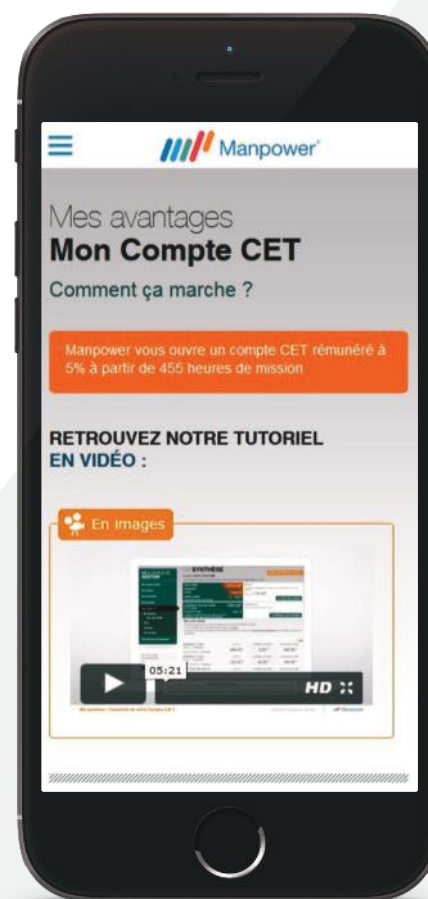 Manpower
Mes avantages
Mon Compte CET
Comment ça marche ?
Manpower vous ouvre un compte CET rémunéré à
5% à partir de 455 heures de mission
RETROUVEZ NOTRE TUTORIEL
EN VIDÉO :
En images
SYNTHÈSE
05:21
HD
Manpower